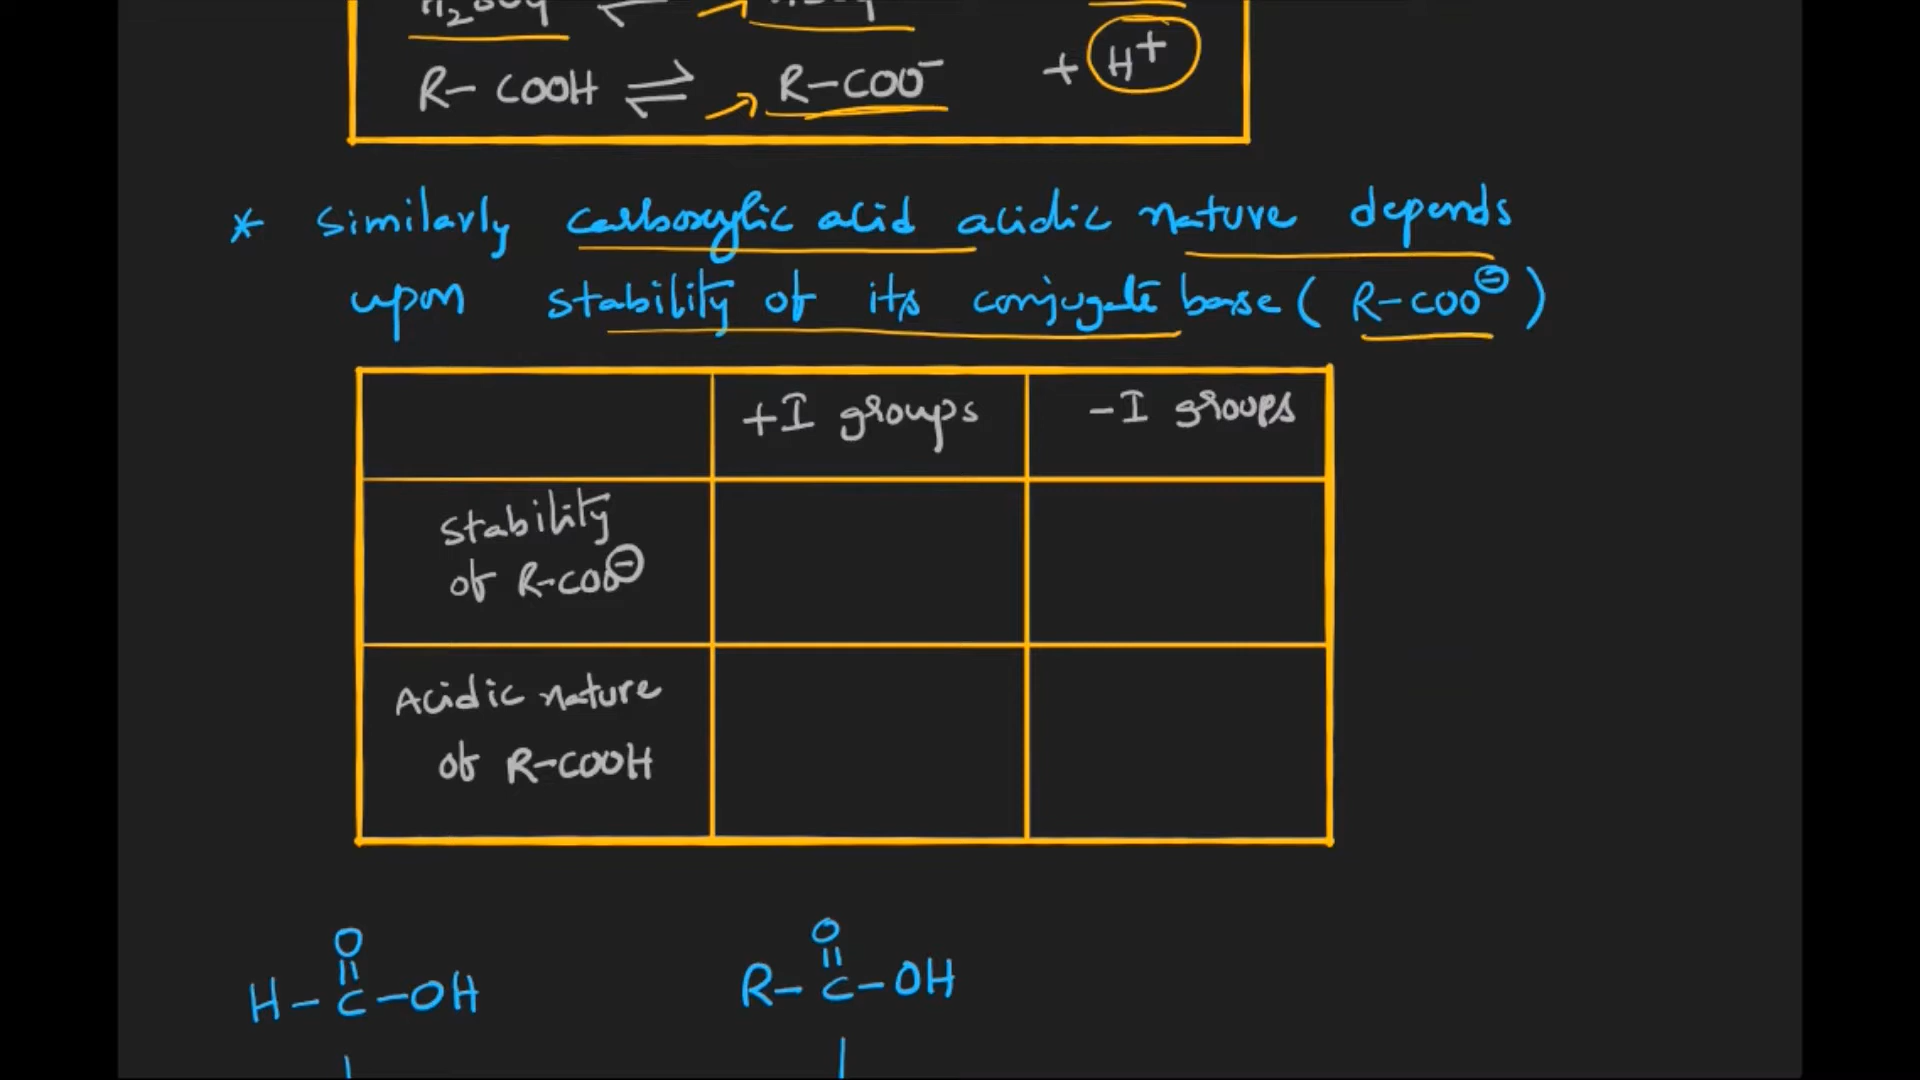 R- COOH ⇌ R-COO⁻ + H⁺
* similarly carboxylic acid acidic nature depends
upon stability of its conjugate base ( R-COO⊖ )
+I groups -I groups
Stability
of R-COO⊖
Acidic nature
of R-COOH
O O
|| ||
H-C-OH R-C-OH